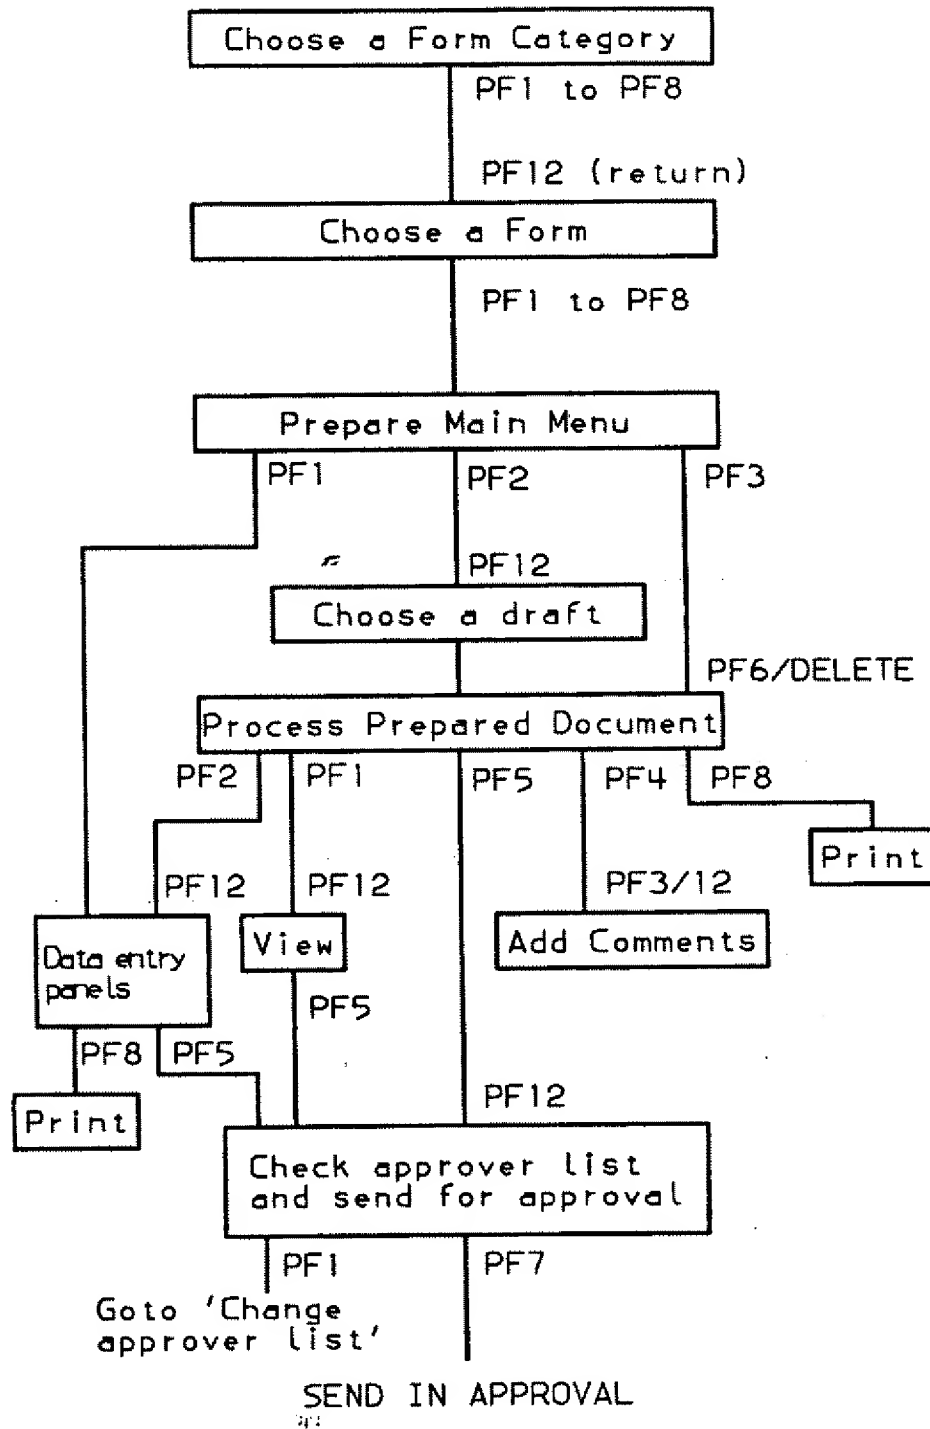 Choose a Form Category
PF1 to PF8
PF12 (return)
Choose a Form
PF1 to PF8
Prepare Main Menu
PF1
PF2
PF3
PF12
Choose a draft
PF6/DELETE
Process Prepared Document
PF2
PF1
PF5
PF4
PF8
Print
PF12
PF12
PF3/12
Data entry
panels
View
Add Comments
PF5
PF8
PF5
Print
PF12
Check approver list
and send for approval
PF1
PF7
Goto 'Change
approver list'
SEND IN APPROVAL